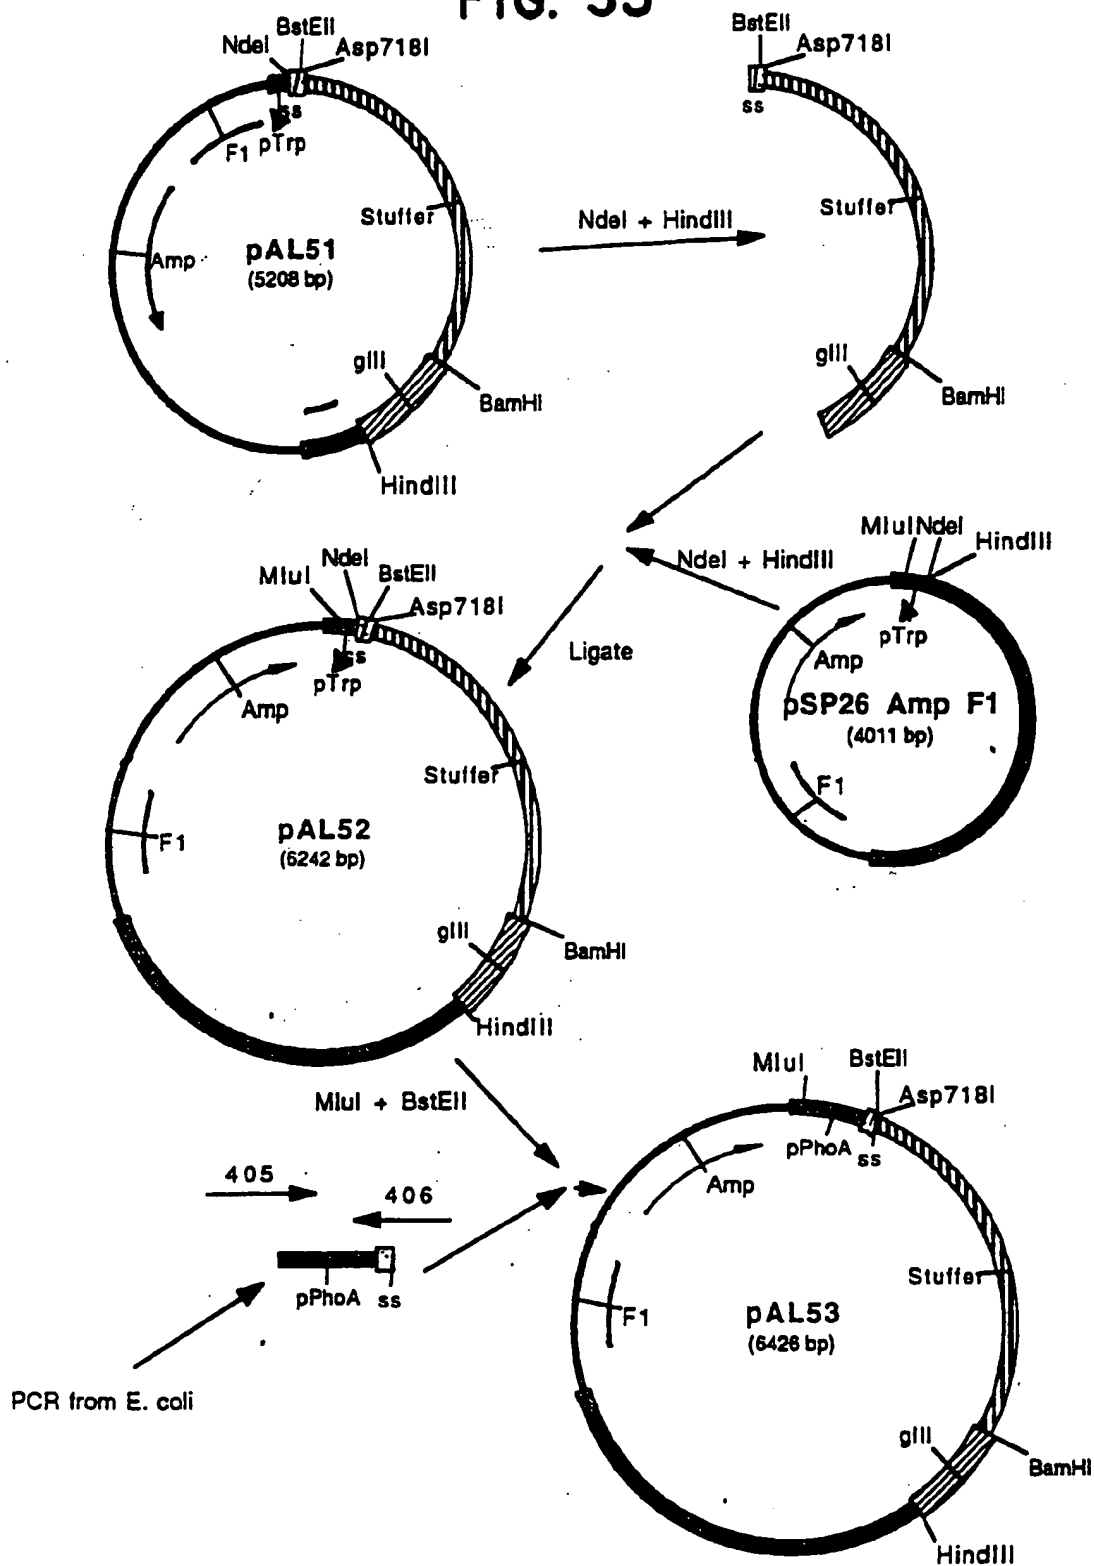 FIG. 35
NdeI
BstEII
Asp718I
ss
pTrp
F1
Amp
pAL51
(5208 bp)
Stuffer
gIII
BamHI
HindIII
NdeI + HindIII
BstEII
Asp718I
ss
Stuffer
gIII
BamHI
NdeI + HindIII
Ligate
MluI NdeI
HindIII
pTrp
Amp
pSP26 Amp F1
(4011 bp)
F1
MluI
NdeI
BstEII
Asp718I
ss
pTrp
Amp
Stuffer
F1
pAL52
(6242 bp)
gIII
BamHI
HindIII
MluI + BstEII
405
406
pPhoA ss
PCR from E. coli
MluI
BstEII
Asp718I
pPhoA ss
Amp
Stuffer
F1
pAL53
(6426 bp)
gIII
BamHI
HindIII